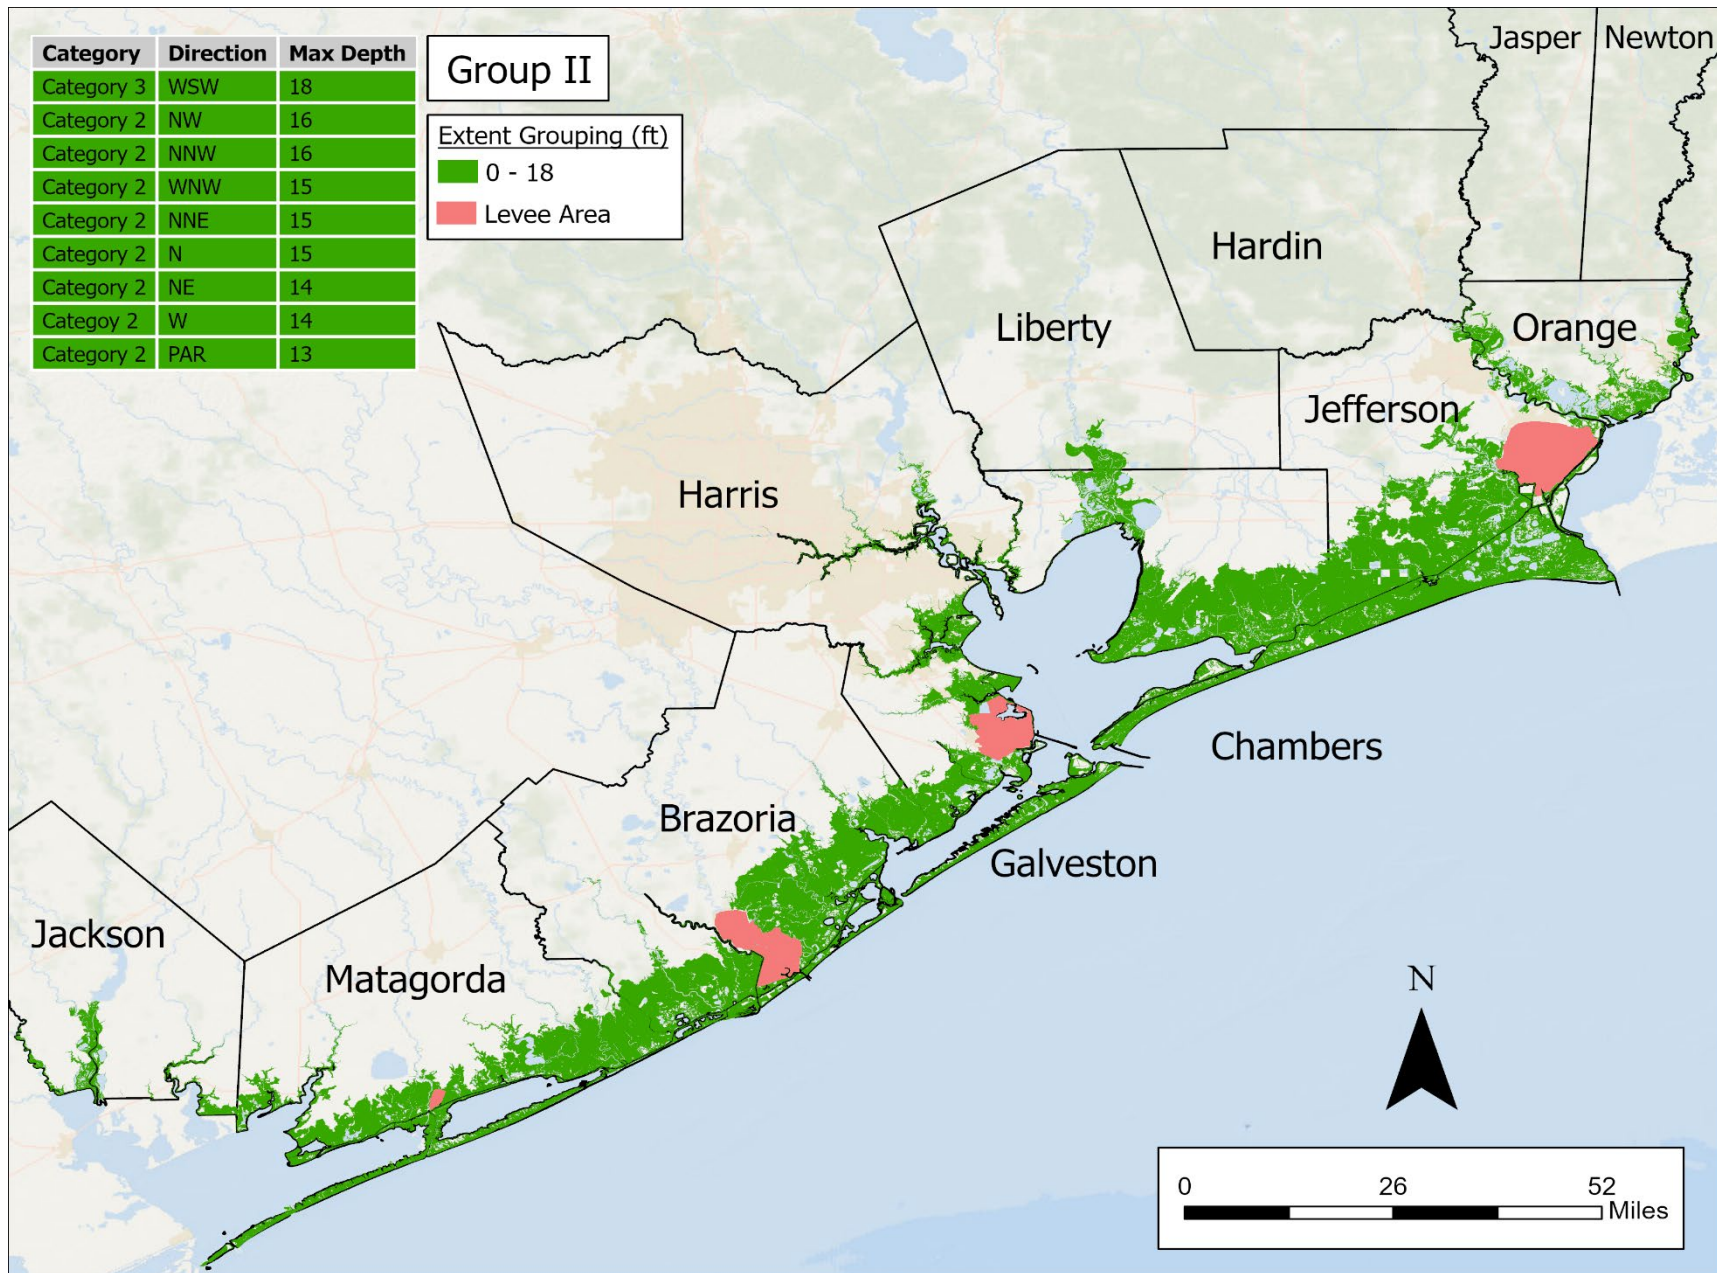 Category Direction Max Depth
Category 3 WSW 18
Category 2 NW 16
Category 2 NNW 16
Category 2 WNW 15
Category 2 NNE 15
Category 2 N 15
Category 2 NE 14
Categoy 2 W 14
Category 2 PAR 13
Group II
Extent Grouping (ft)
0 - 18
Levee Area
Jasper
Newton
Hardin
Liberty
Orange
Jefferson
Harris
Chambers
Brazoria
Galveston
Jackson
Matagorda
N
0 26 52
Miles